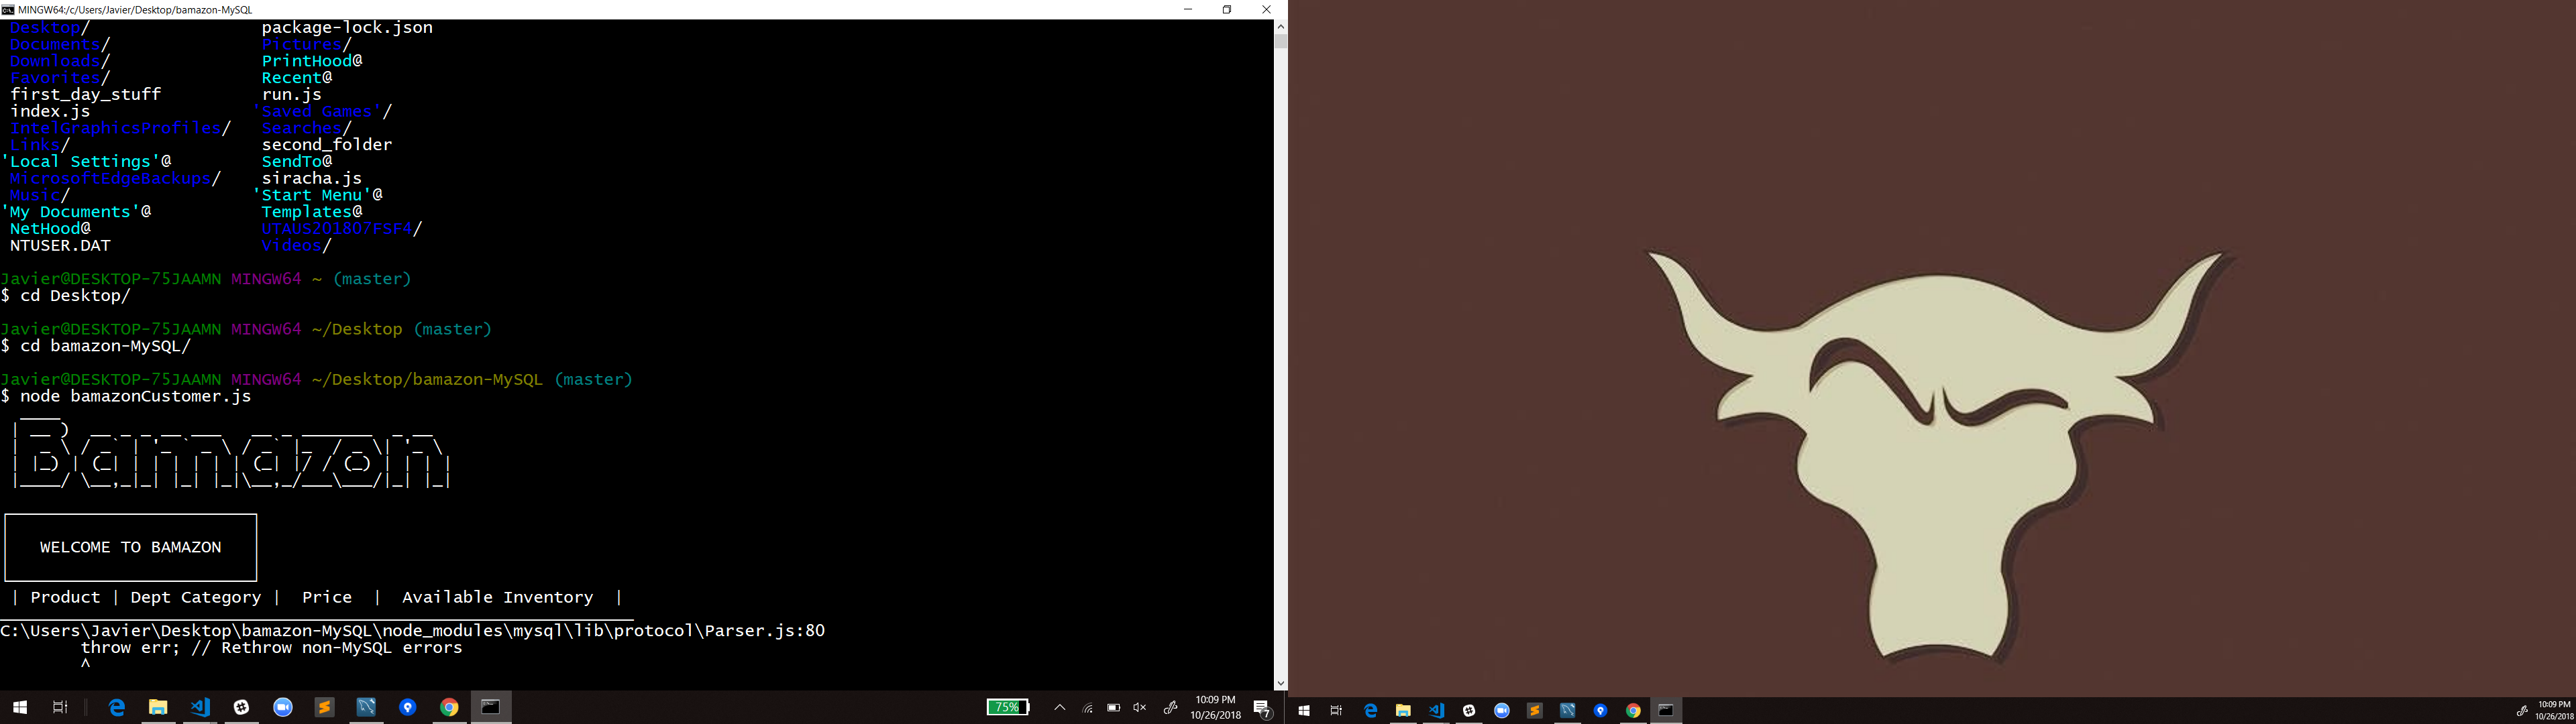 MINGW64:/c/Users/Javier/Desktop/bamazon-MySQL
Desktop/ package-lock.json
Documents/ Pictures/
Downloads/ PrintHood@
Favorites/ Recent@
first_day_stuff run.js
index.js 'Saved Games'/
IntelGraphicsProfiles/ Searches/
Links/ second_folder
'Local Settings'@ SendTo@
MicrosoftEdgeBackups/ siracha.js
Music/ 'Start Menu'@
'My Documents'@ Templates@
NetHood@ UTAUS201807FSF4/
NTUSER.DAT Videos/
Javier@DESKTOP-75JAAMN MINGW64 ~ (master)
$ cd Desktop/
Javier@DESKTOP-75JAAMN MINGW64 ~/Desktop (master)
$ cd bamazon-MySQL/
Javier@DESKTOP-75JAAMN MINGW64 ~/Desktop/bamazon-MySQL (master)
$ node bamazonCustomer.js
Bamazon
WELCOME TO BAMAZON
| Product | Dept Category | Price | Available Inventory |
C:\Users\Javier\Desktop\bamazon-MySQL\node_modules\mysql\lib\protocol\Parser.js:80
throw err; // Rethrow non-MySQL errors
^
75%
10:09 PM
10/26/2018
7
10:09 PM
10/26/2018